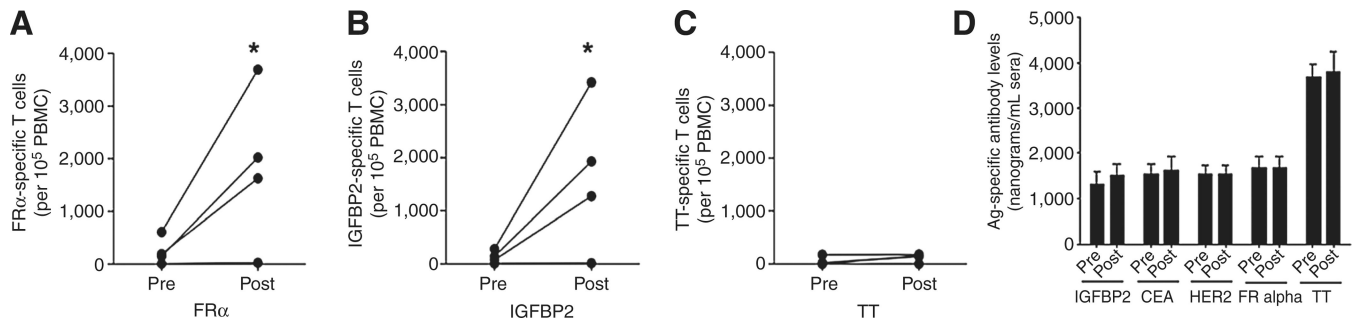 A
FRα-specific T cells
(per 10⁵ PBMC)
4,000
3,000
2,000
1,000
0
*
Pre
Post
FRα
B
IGFBP2-specific T cells
(per 10⁵ PBMC)
4,000
3,000
2,000
1,000
0
*
Pre
Post
IGFBP2
C
TT-specific T cells
(per 10⁵ PBMC)
4,000
3,000
2,000
1,000
0
Pre
Post
TT
D
Ag-specific antibody levels
(nanograms/mL sera)
5,000
4,000
3,000
2,000
1,000
0
Pre
Post
Pre
Post
Pre
Post
Pre
Post
Pre
Post
IGFBP2
CEA
HER2
FR alpha
TT